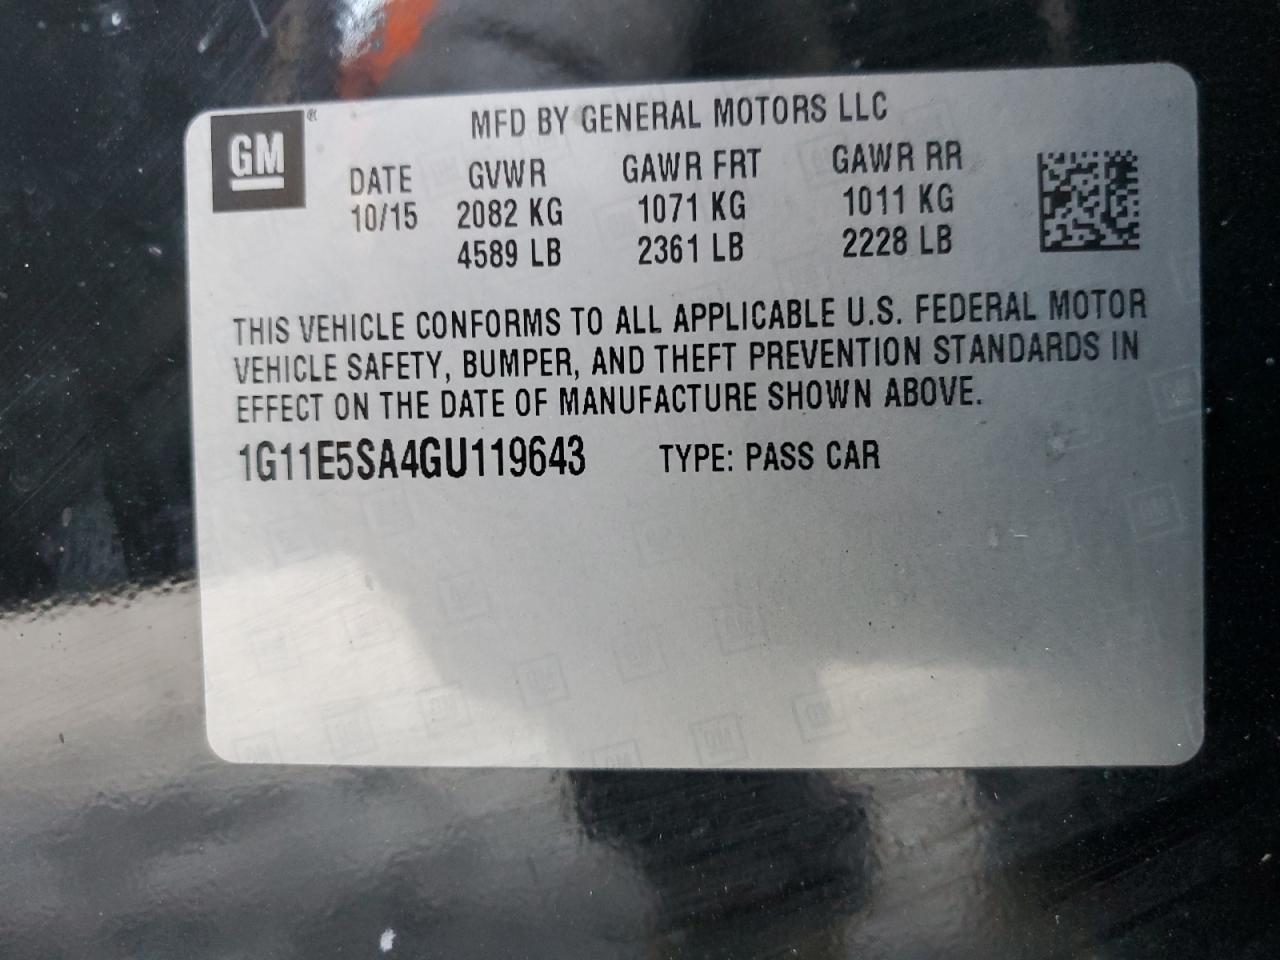 GM ®
MFD BY GENERAL MOTORS LLC
DATE GVWR GAWR FRT GAWR RR
10/15 2082 KG 1071 KG 1011 KG
4589 LB 2361 LB 2228 LB
THIS VEHICLE CONFORMS TO ALL APPLICABLE U.S. FEDERAL MOTOR
VEHICLE SAFETY, BUMPER, AND THEFT PREVENTION STANDARDS IN
EFFECT ON THE DATE OF MANUFACTURE SHOWN ABOVE.
1G11E5SA4GU119643 TYPE: PASS CAR